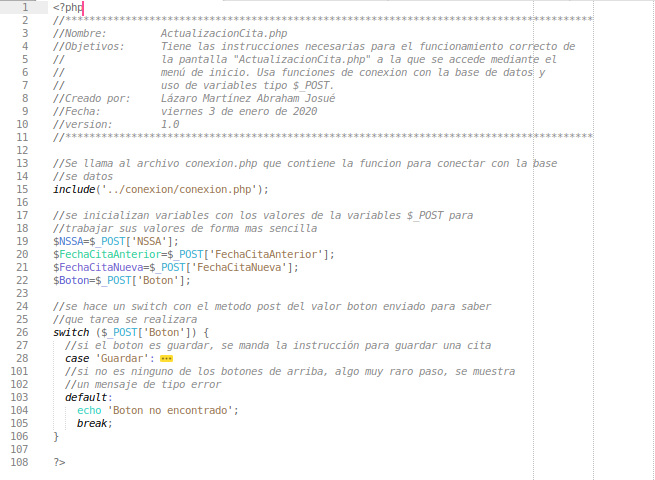 1 <?php
2 //****************************************************************************************
3 //Nombre: ActualizacionCita.php
4 //Objetivos: Tiene las instrucciones necesarias para el funcionamiento correcto de
5 // la pantalla "ActualizacionCita.php" a la que se accede mediante el
6 // menú de inicio. Usa funciones de conexion con la base de datos y
7 // uso de variables tipo $_POST.
8 //Creado por: Lázaro Martínez Abraham Josué
9 //Fecha: viernes 3 de enero de 2020
10 //version: 1.0
11 //****************************************************************************************
12
13 //Se llama al archivo conexion.php que contiene la funcion para conectar con la base
14 //se datos
15 include('../conexion/conexion.php');
16
17 //se inicializan variables con los valores de la variables $_POST para
18 //trabajar sus valores de forma mas sencilla
19 $NSSA=$_POST['NSSA'];
20 $FechaCitaAnterior=$_POST['FechaCitaAnterior'];
21 $FechaCitaNueva=$_POST['FechaCitaNueva'];
22 $Boton=$_POST['Boton'];
23
24 //se hace un switch con el metodo post del valor boton enviado para saber
25 //que tarea se realizara
26 switch ($_POST['Boton']) {
27 //si el boton es guardar, se manda la instrucción para guardar una cita
28 case 'Guardar': •••
101 //si no es ninguno de los botones de arriba, algo muy raro paso, se muestra
102 //un mensaje de tipo error
103 default:
104 echo 'Boton no encontrado';
105 break;
106 }
107
108 ?>